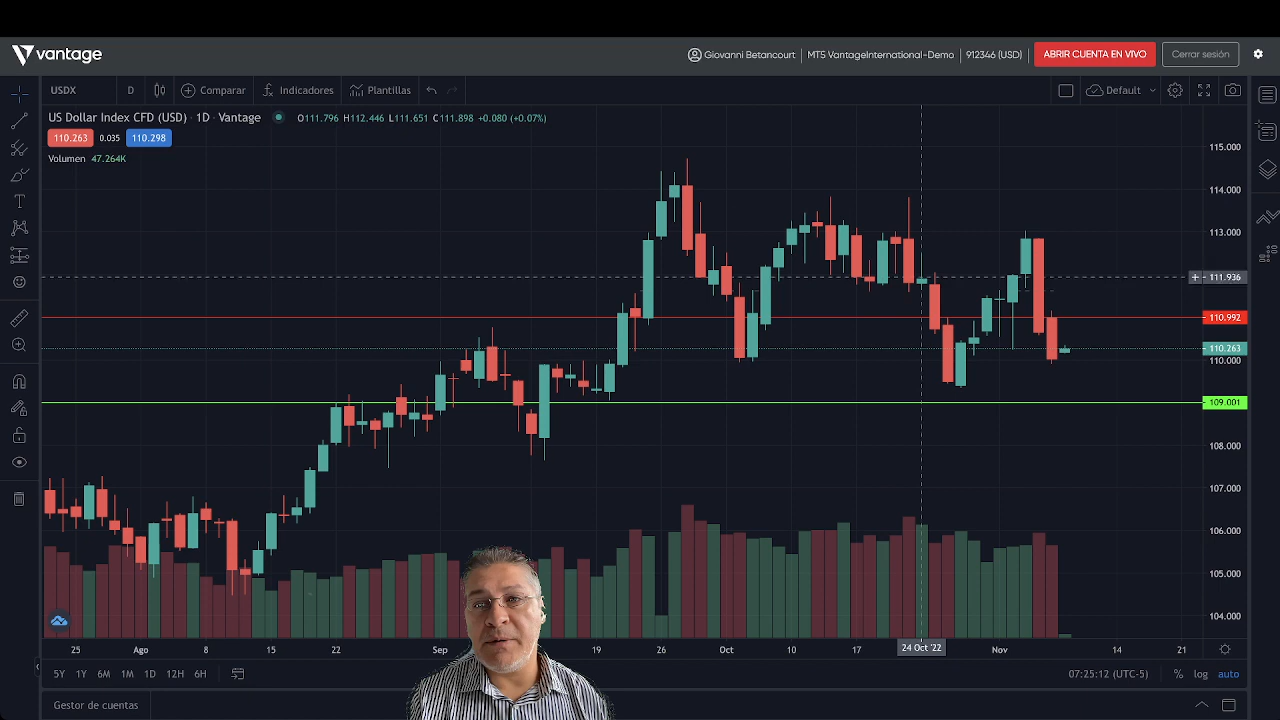 vantage
Giovanni Betancourt
MT5 VantageInternational-Demo
912346 (USD)
ABRIR CUENTA EN VIVO
Cerrar sesión
USDX
D
Comparar
Indicadores
Plantillas
Default
US Dollar Index CFD (USD) · 1D · Vantage
O111.796 H112.446 L111.651 C111.898 +0.080 (+0.07%)
110.263
0.035
110.298
Volumen 47.264K
115.000
114.000
113.000
111.936
110.992
110.263
110.000
109.001
108.000
107.000
106.000
105.000
104.000
25
Ago
8
15
22
Sep
19
26
Oct
10
17
24 Oct '22
Nov
14
21
5Y
1Y
6M
1M
1D
12H
6H
07:25:12 (UTC-5)
%
log
auto
Gestor de cuentas